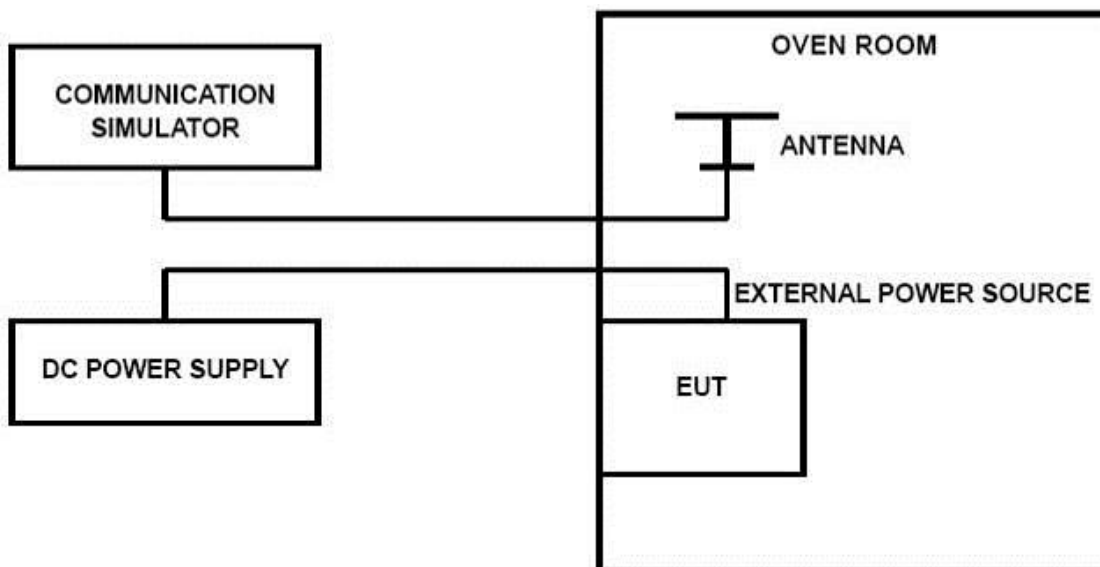 OVEN ROOM
COMMUNICATION
SIMULATOR
ANTENNA
EXTERNAL POWER SOURCE
DC POWER SUPPLY
EUT